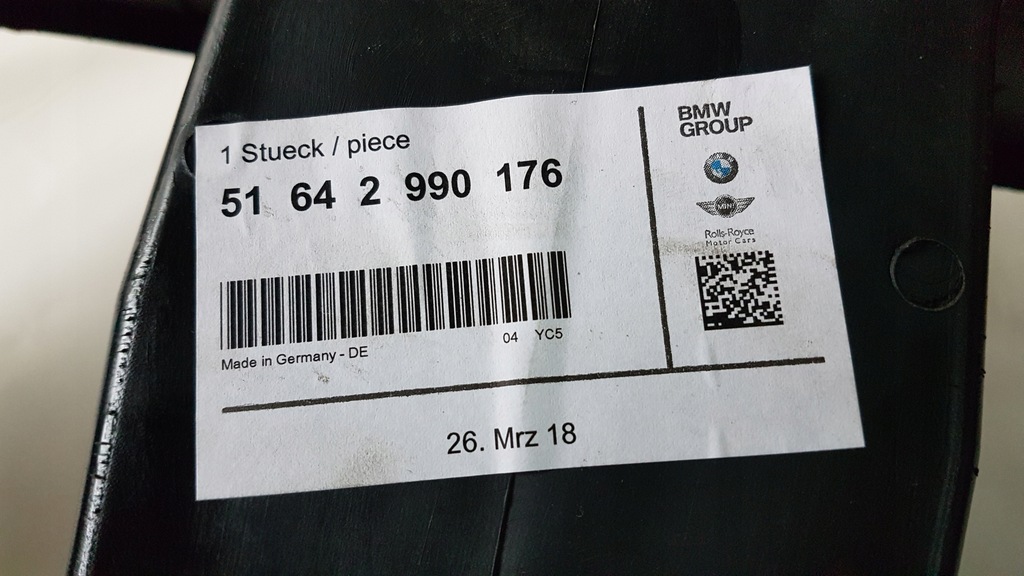 1 Stueck / piece
51 64 2 990 176
04 YC5
Made in Germany - DE
26. Mrz 18
BMW
GROUP
MINI
Rolls-Royce
Motor Cars